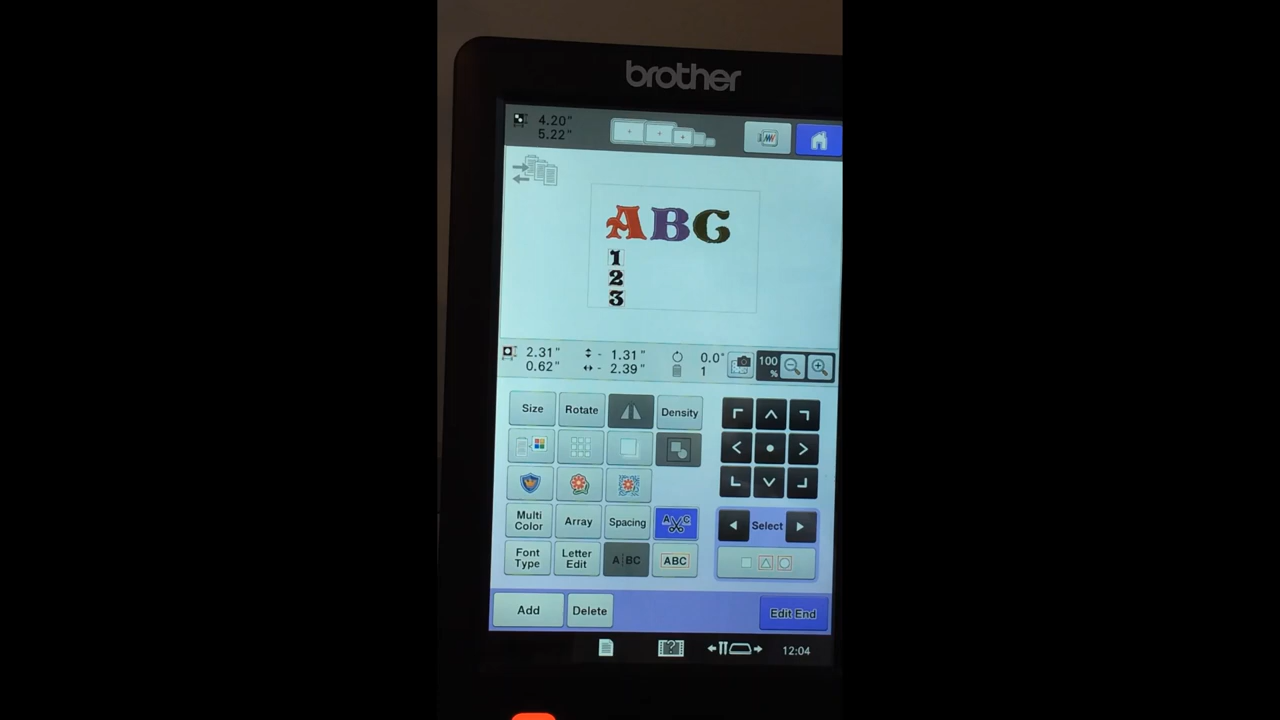 brother
4.20"
5.22"
ABC
1
2
3
2.31" - 1.31" 0.0° 100
0.62" - 2.39" 1 %
Size Rotate Density
Multi Color Array Spacing A C Select
Font Type Letter Edit A BC ABC
Add Delete Edit End
? 12:04